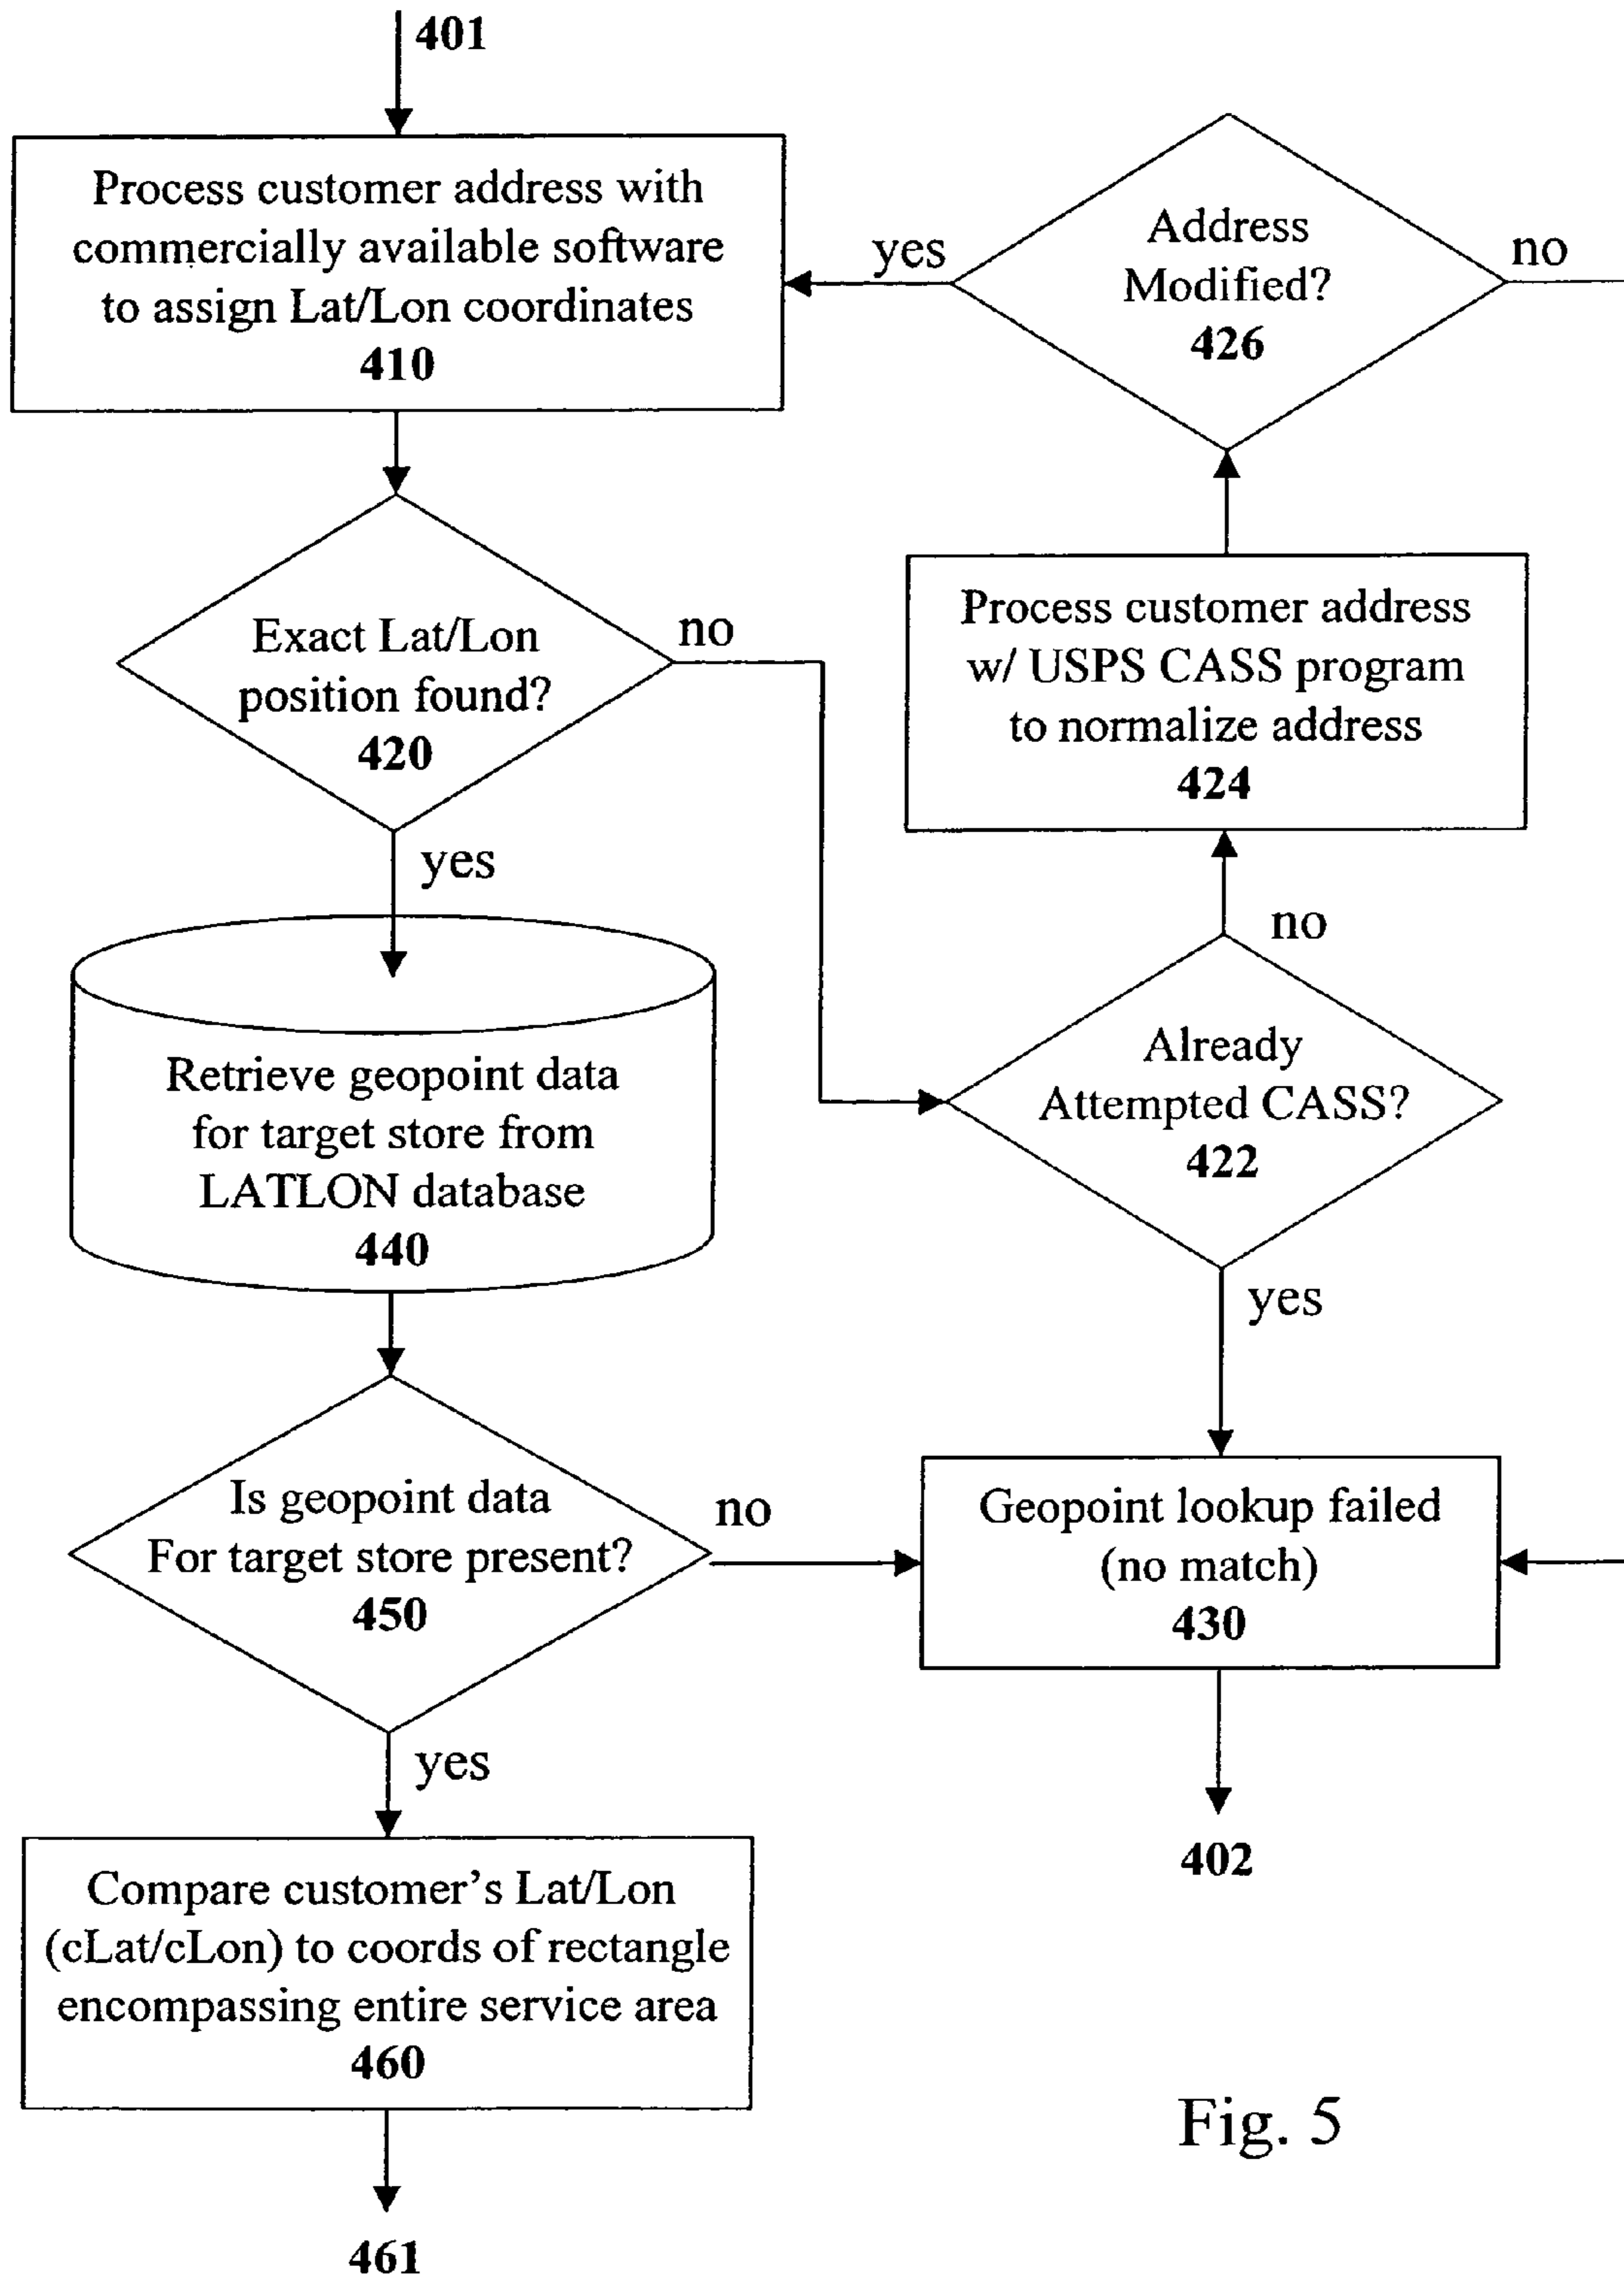 401
Process customer address with
commercially available software
to assign Lat/Lon coordinates
410
yes
Address
Modified?
426
no
Exact Lat/Lon
position found?
420
no
yes
Process customer address
w/ USPS CASS program
to normalize address
424
no
Retrieve geopoint data
for target store from
LATLON database
440
Already
Attempted CASS?
422
yes
Is geopoint data
For target store present?
450
no
yes
Geopoint lookup failed
(no match)
430
402
Compare customer's Lat/Lon
(cLat/cLon) to coords of rectangle
encompassing entire service area
460
461
Fig. 5